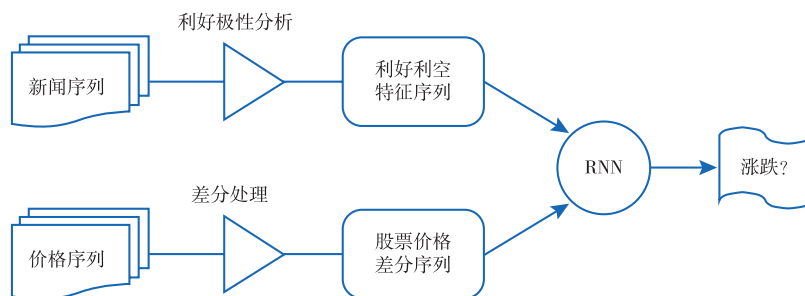 利好极性分析
新闻序列
利好利空
特征序列
RNN
涨跌?
差分处理
价格序列
股票价格
差分序列